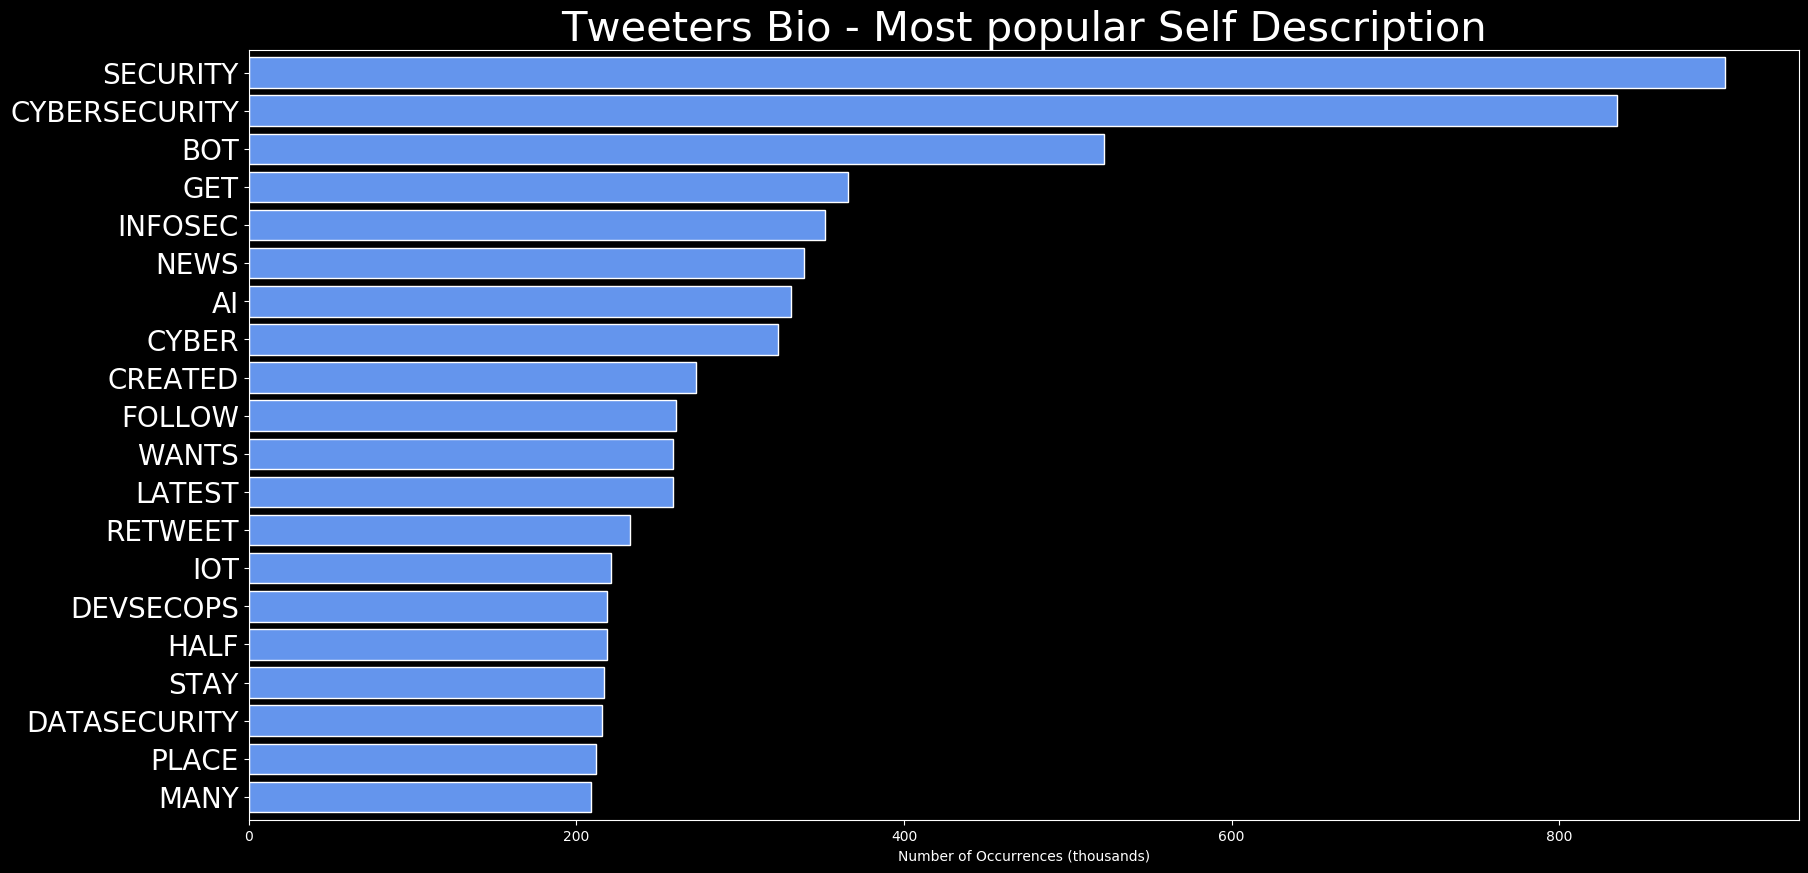 Tweeters Bio - Most popular Self Description
SECURITY
CYBERSECURITY
BOT
GET
INFOSEC
NEWS
AI
CYBER
CREATED
FOLLOW
WANTS
LATEST
RETWEET
IOT
DEVSECOPS
HALF
STAY
DATASECURITY
PLACE
MANY
0 200 400 600 800
Number of Occurrences (thousands)